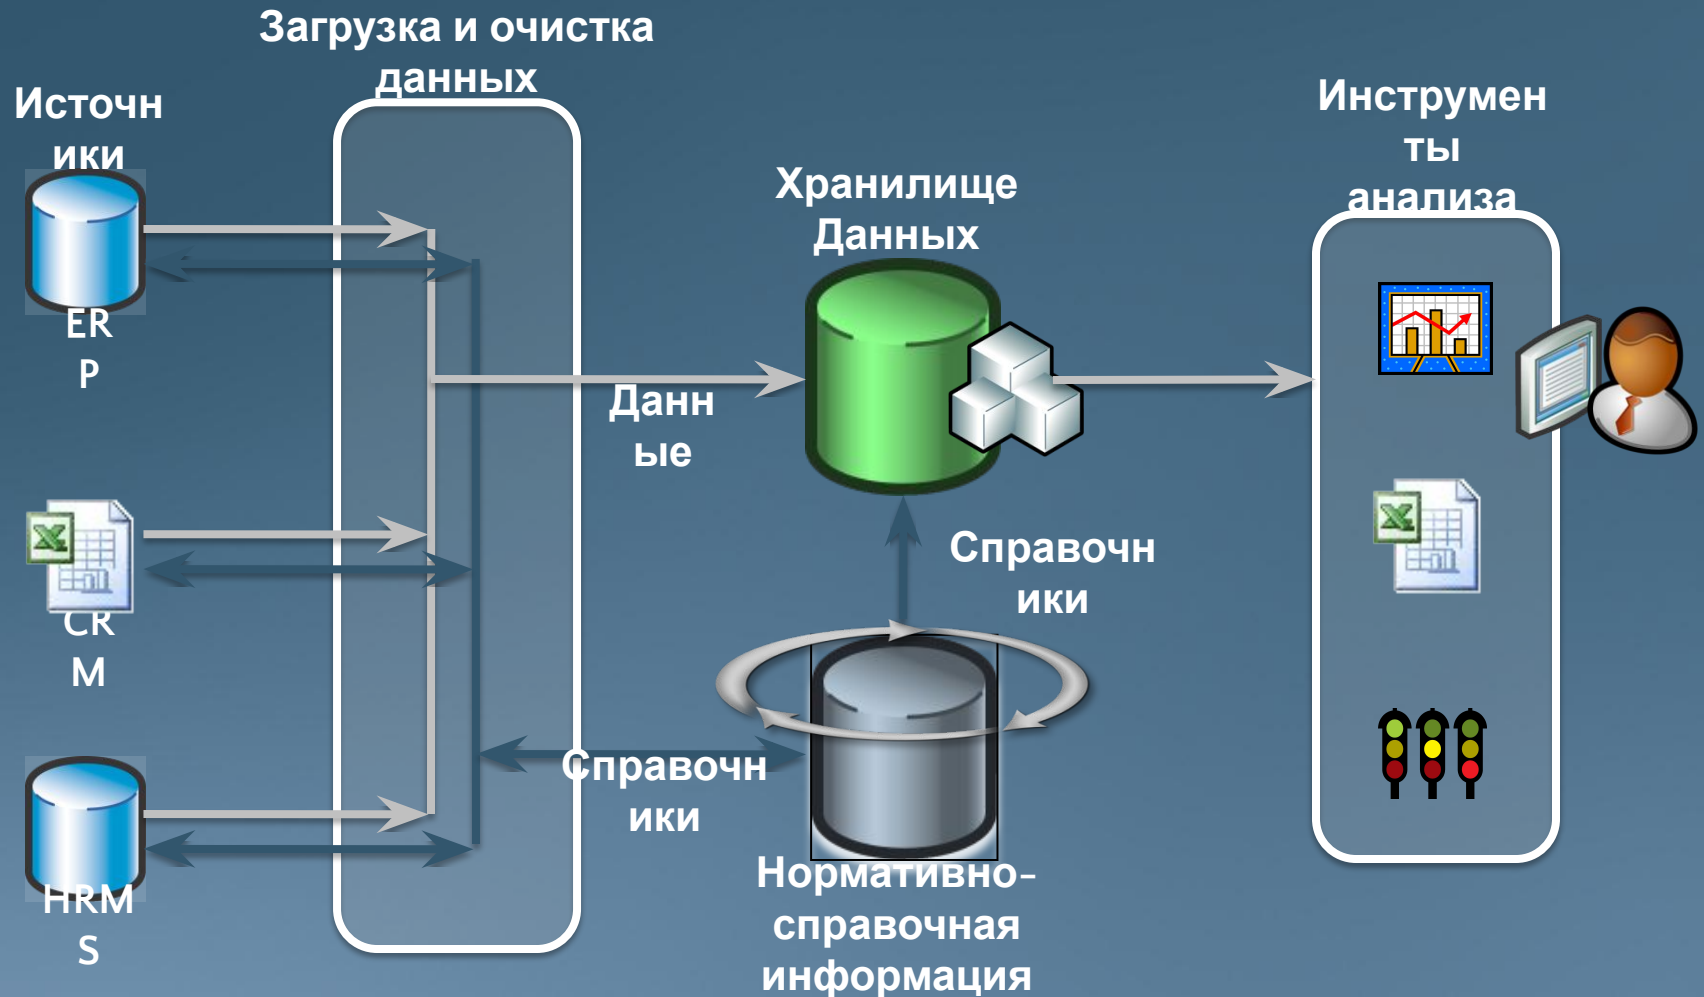 Загрузка и очистка
данных
Источн
ики
ER
P
CR
M
HRM
S
Данн
ые
Хранилище
Данных
Справочн
ики
Справочн
ики
Нормативно-
справочная
информация
Инструмен
ты
анализа